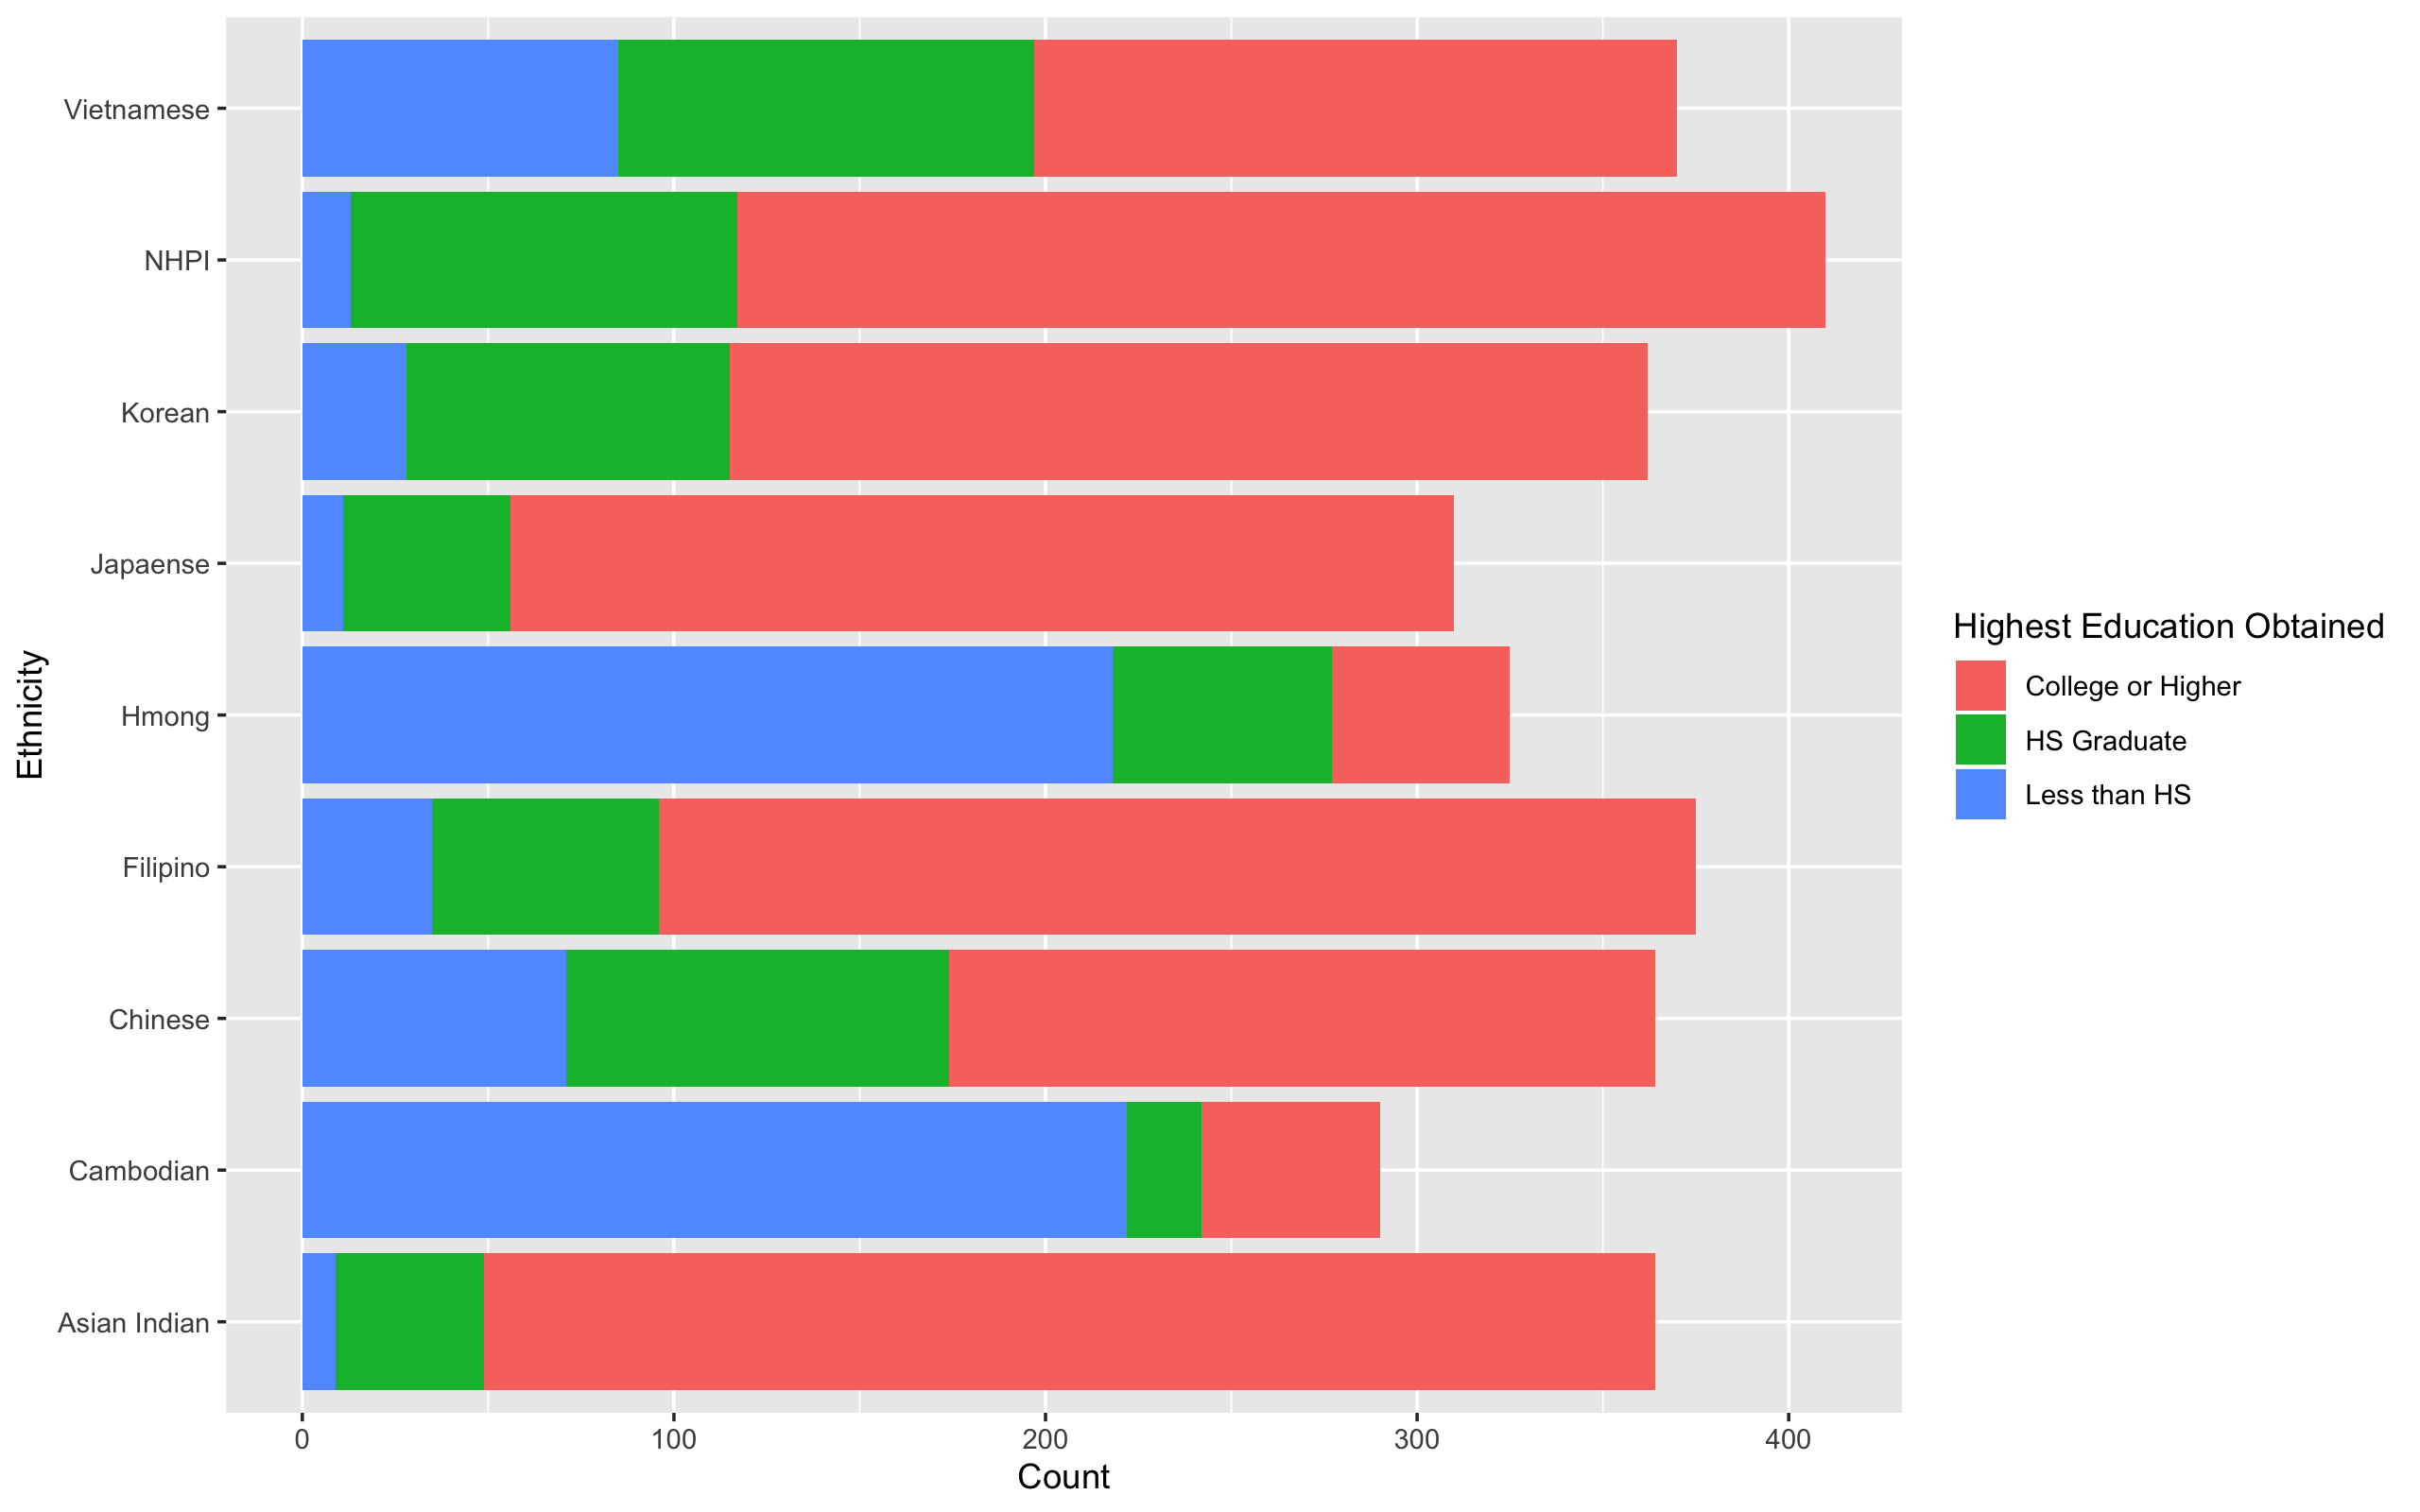 Vietnamese
NHPI
Korean
Japaense
Hmong
Filipino
Chinese
Cambodian
Asian Indian
Ethnicity
0 100 200 300 400
Count
Highest Education Obtained
College or Higher
HS Graduate
Less than HS